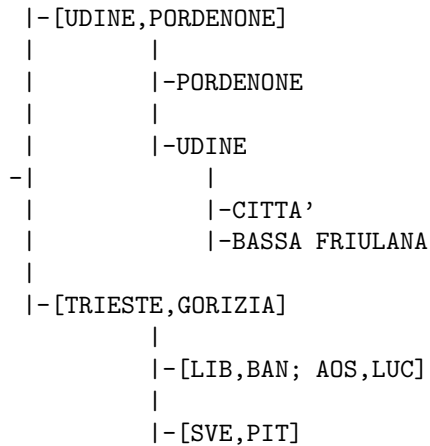 |-[UDINE,PORDENONE]
|        |
|        |-PORDENONE
|        |
|        |-UDINE
-|            |
|            |-CITTA'
|            |-BASSA FRIULANA
|
|-[TRIESTE,GORIZIA]
         |
         |-[LIB,BAN; AOS,LUC]
         |
         |-[SVE,PIT]